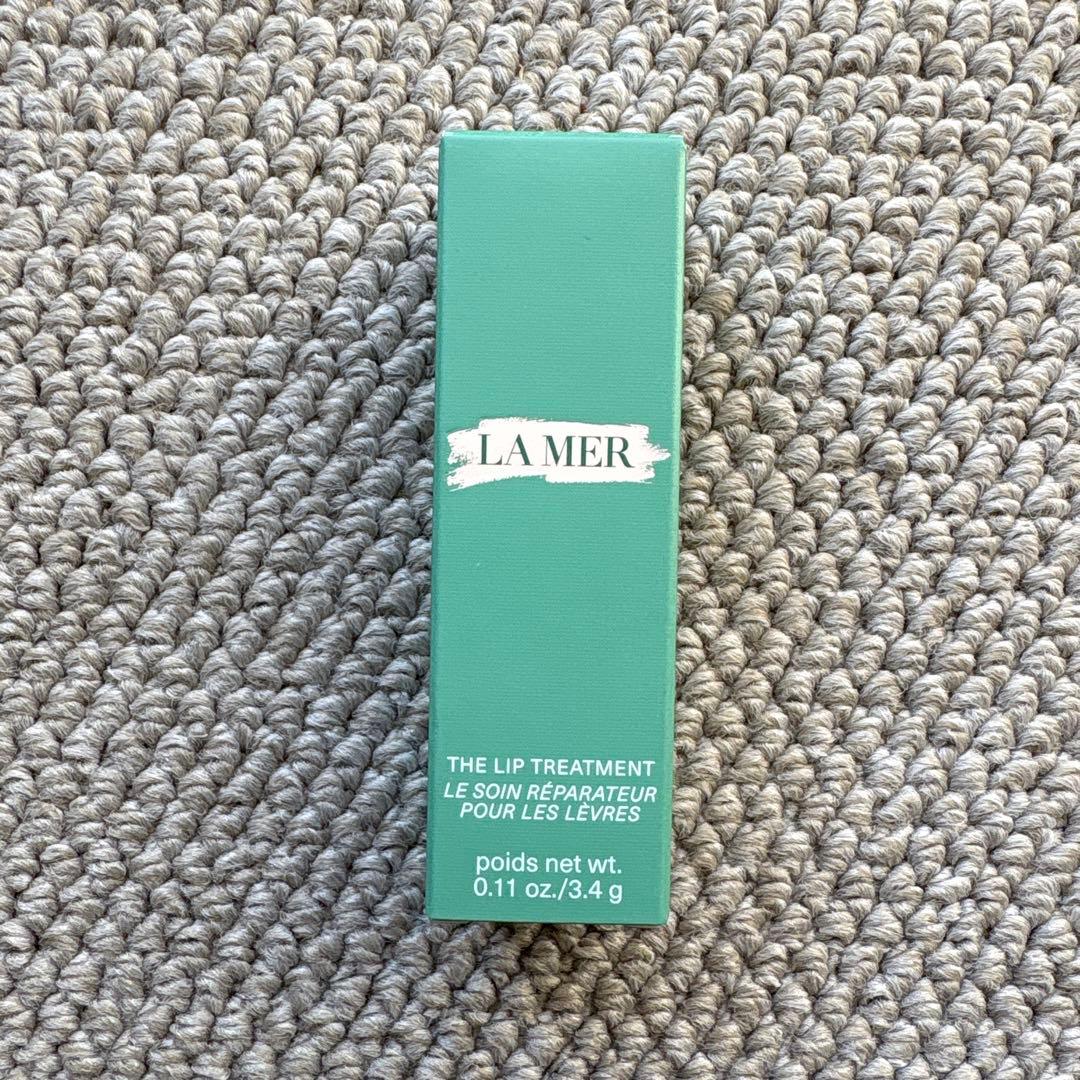 LA MER
THE LIP TREATMENT
LE SOIN RÉPARATEUR
POUR LES LÈVRES
poids net wt.
0.11 oz./3.4 g